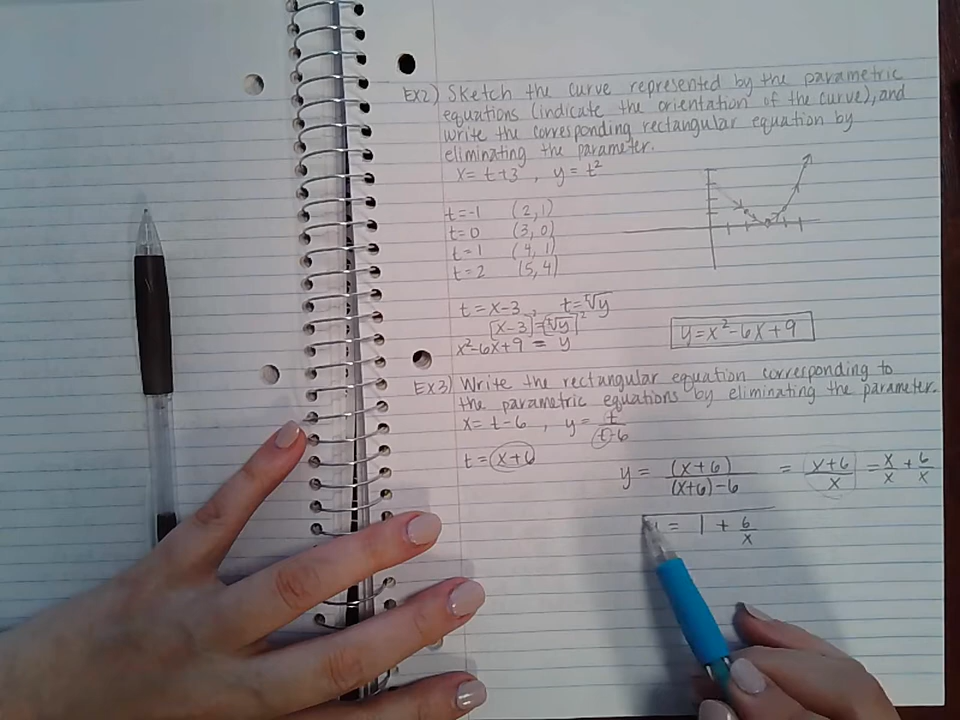 Ex2) Sketch the curve represented by the parametric
equations (indicate the orientation of the curve), and
write the corresponding rectangular equation by
eliminating the parameter.
x = t+3 , y = t²
t=-1 (2, 1)
t=0 (3, 0)
t=1 (4, 1)
t=2 (5, 4)
t = x-3 t=√y
[x-3]²=[√y]²
x²-6x+9 = y
y=x²-6x+9
Ex3) Write the rectangular equation corresponding to
the parametric equations by eliminating the parameter.
x= t-6 , y= t/(t-6)
t= x+6
y = (x+6)/((x+6)-6) = (x+6)/x = x/x + 6/x
= 1 + 6/x